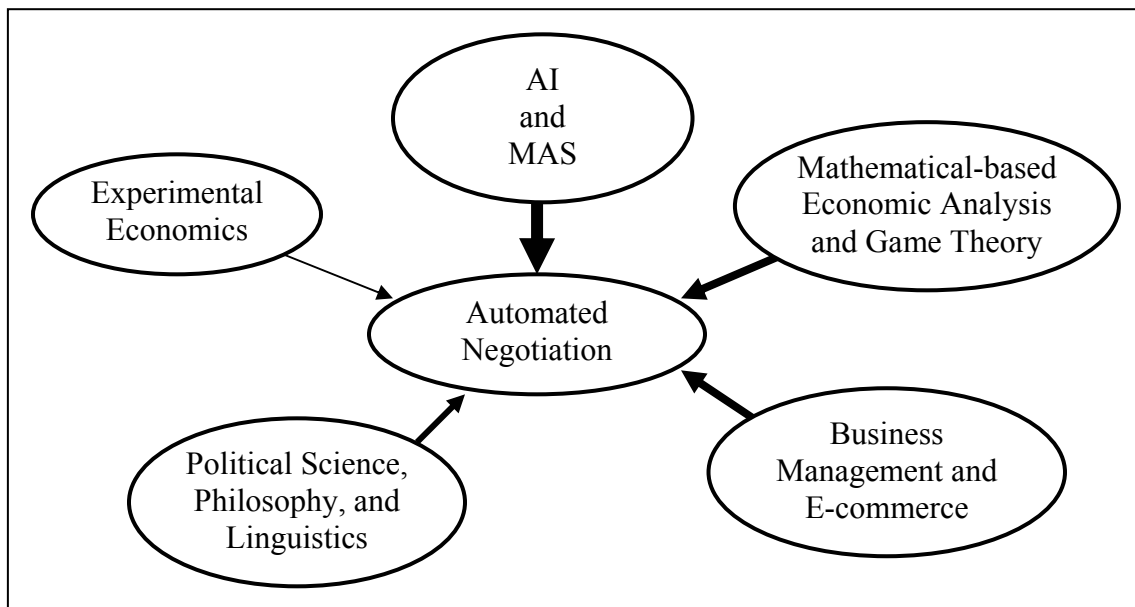 AI
and
MAS
Experimental
Economics
Mathematical-based
Economic Analysis
and Game Theory
Automated
Negotiation
Political Science,
Philosophy, and
Linguistics
Business
Management and
E-commerce